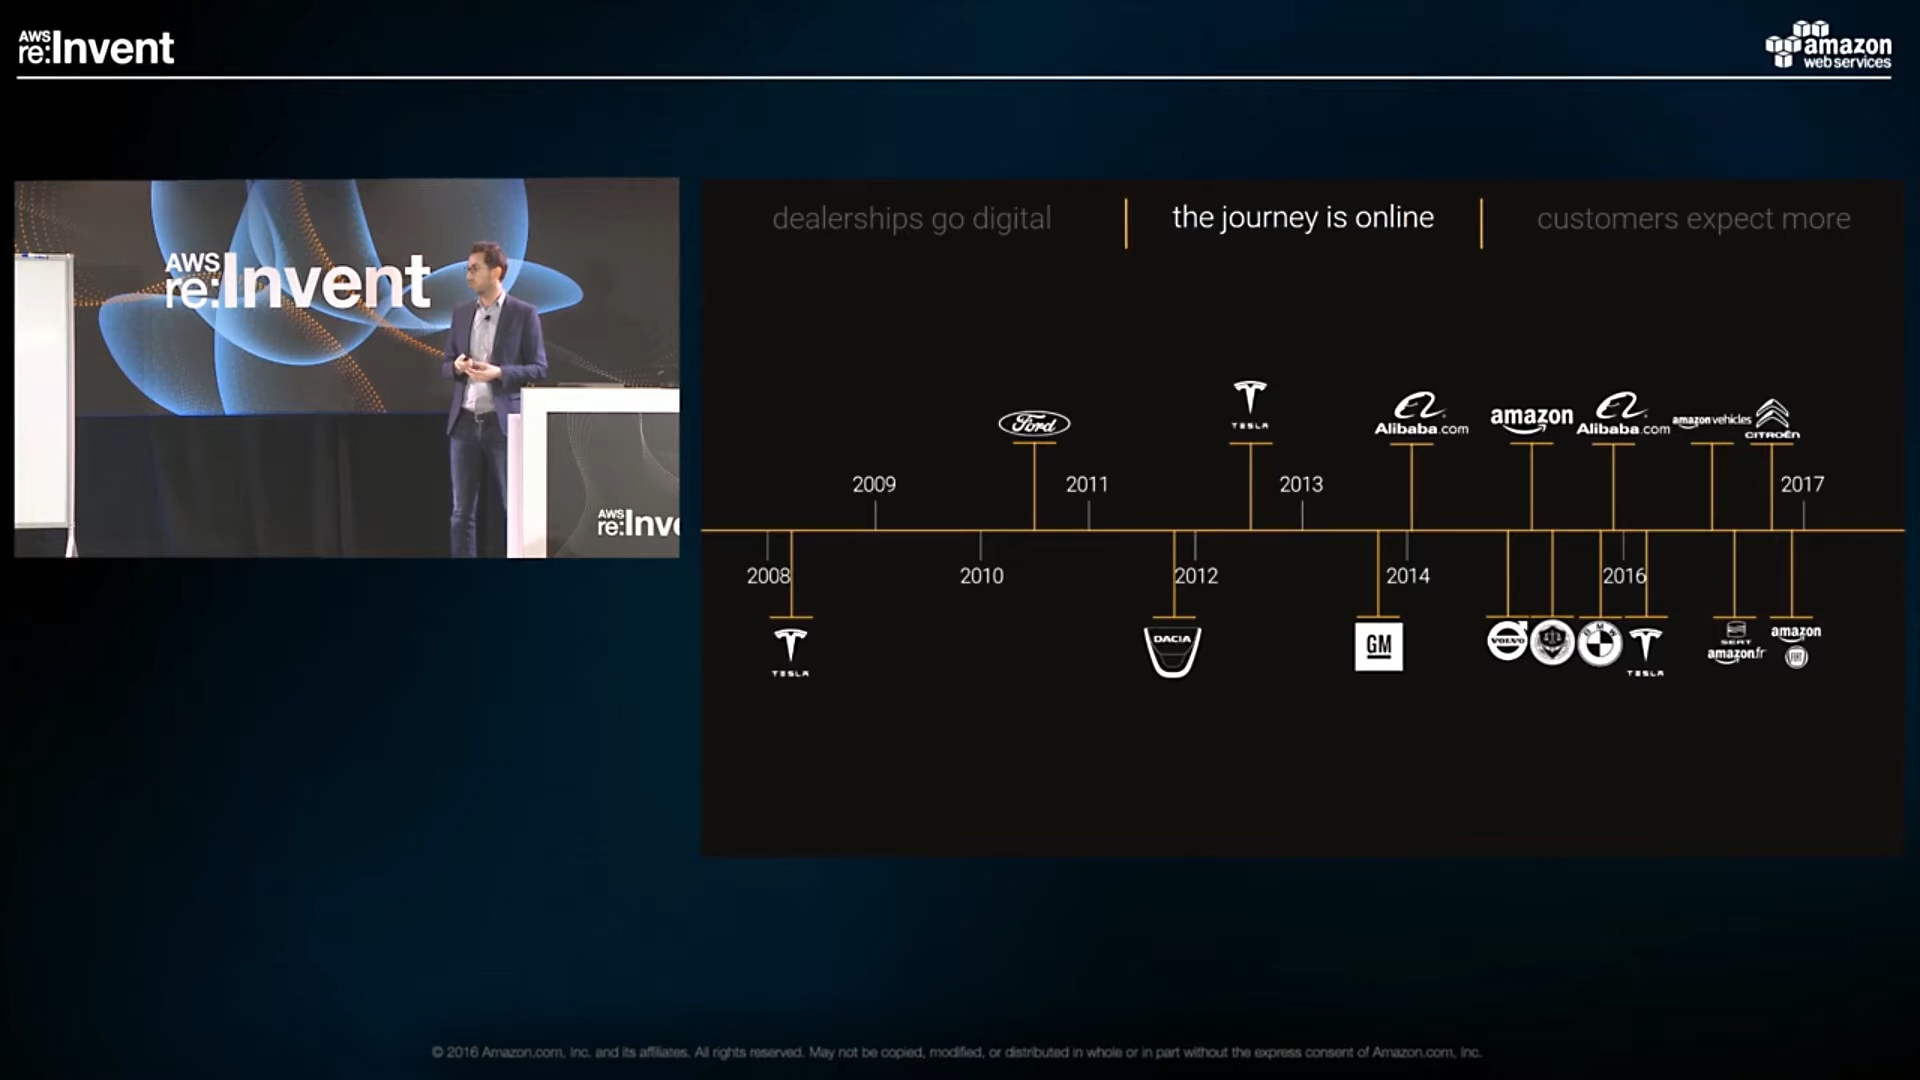 AWS
re:Invent
amazon
web services
AWS
re:Invent
AWS
re:Inve
dealerships go digital
the journey is online
customers expect more
Ford
TESLA
Alibaba.com
amazon
Alibaba.com
amazon vehicles
CITROËN
2009
2011
2013
2017
2008
2010
2012
2014
2016
TESLA
DACIA
GM
VOLVO
BMW
TESLA
SEAT
amazon.fr
amazon
FIAT
© 2016 Amazon.com, Inc. and its affiliates. All rights reserved. May not be copied, modified, or distributed in whole or in part without the express consent of Amazon.com, Inc.